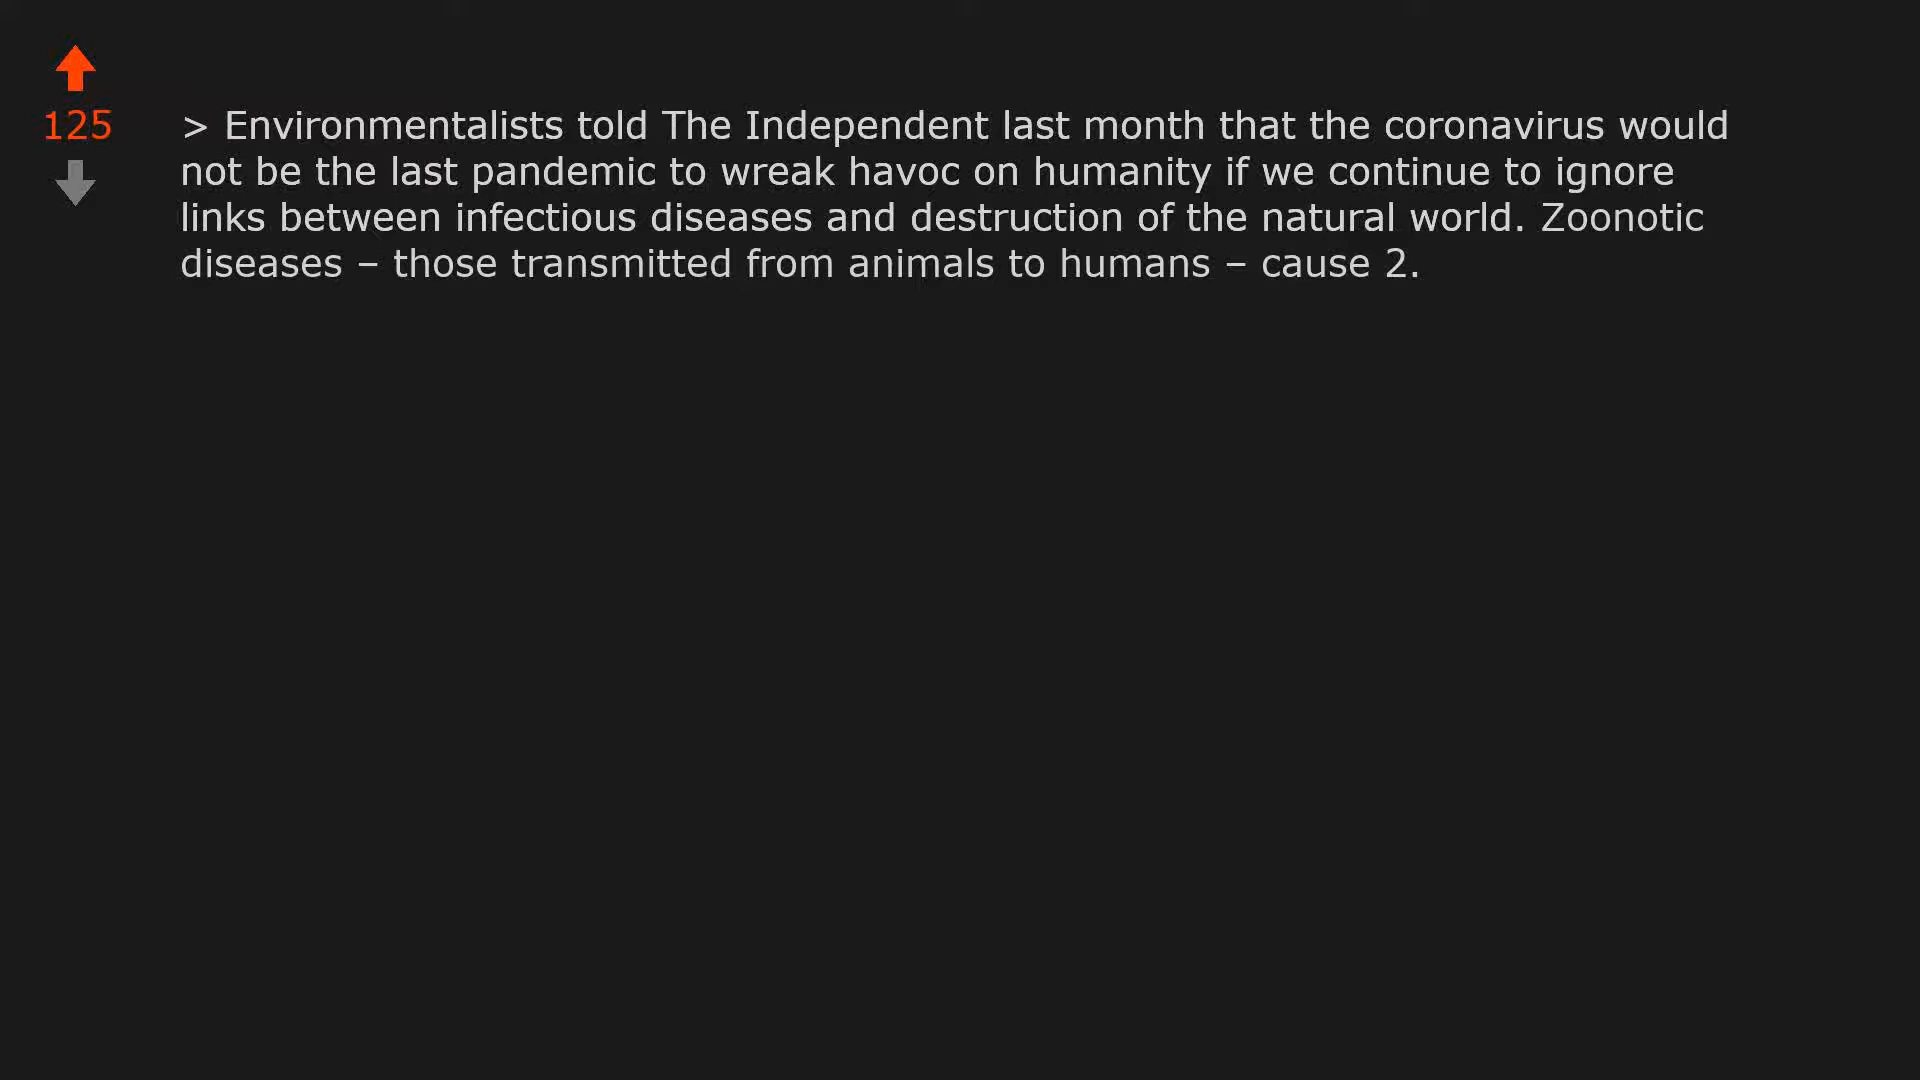 125
> Environmentalists told The Independent last month that the coronavirus would
not be the last pandemic to wreak havoc on humanity if we continue to ignore
links between infectious diseases and destruction of the natural world. Zoonotic
diseases – those transmitted from animals to humans – cause 2.